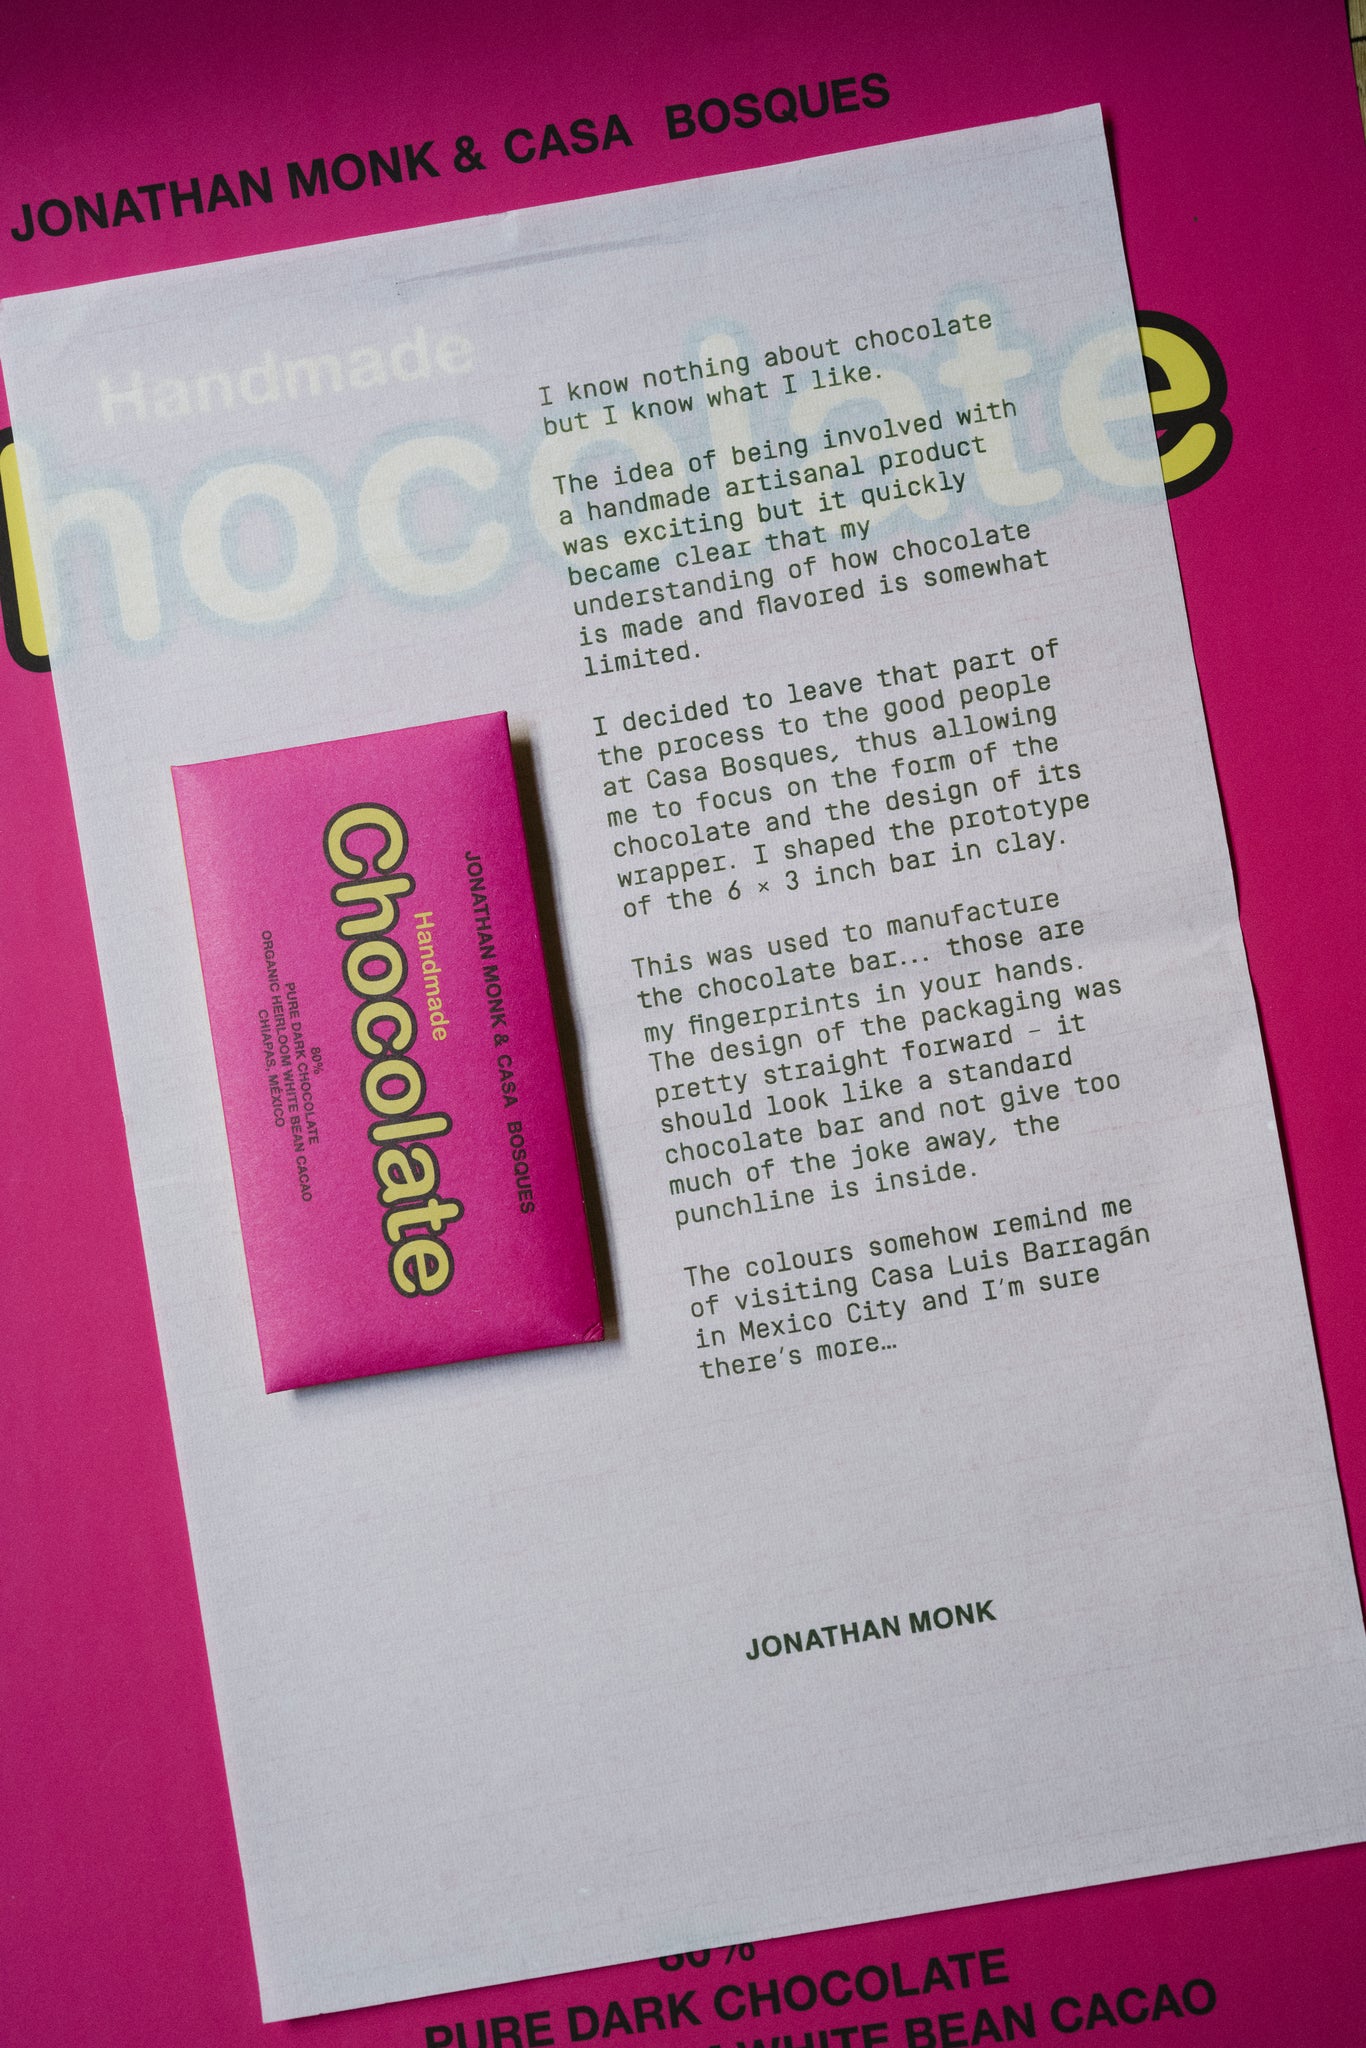 JONATHAN MONK & CASA BOSQUES
Handmade
hocolate
I know nothing about chocolate
but I know what I like.
The idea of being involved with
a handmade artisanal product
was exciting but it quickly
became clear that my
understanding of how chocolate
is made and flavored is somewhat
limited.
I decided to leave that part of
the process to the good people
at Casa Bosques, thus allowing
me to focus on the form of the
chocolate and the design of its
wrapper. I shaped the prototype
of the 6 × 3 inch bar in clay.
This was used to manufacture
the chocolate bar... those are
my fingerprints in your hands.
The design of the packaging was
pretty straight forward – it
should look like a standard
chocolate bar and not give too
much of the joke away, the
punchline is inside.
The colours somehow remind me
of visiting Casa Luis Barragán
in Mexico City and I'm sure
there's more…
JONATHAN MONK
JONATHAN MONK & CASA BOSQUES
Handmade
Chocolate
80%
PURE DARK CHOCOLATE
ORGANIC HEIRLOOM WHITE BEAN CACAO
CHIAPAS, MÉXICO
80%
PURE DARK CHOCOLATE
WHITE BEAN CACAO